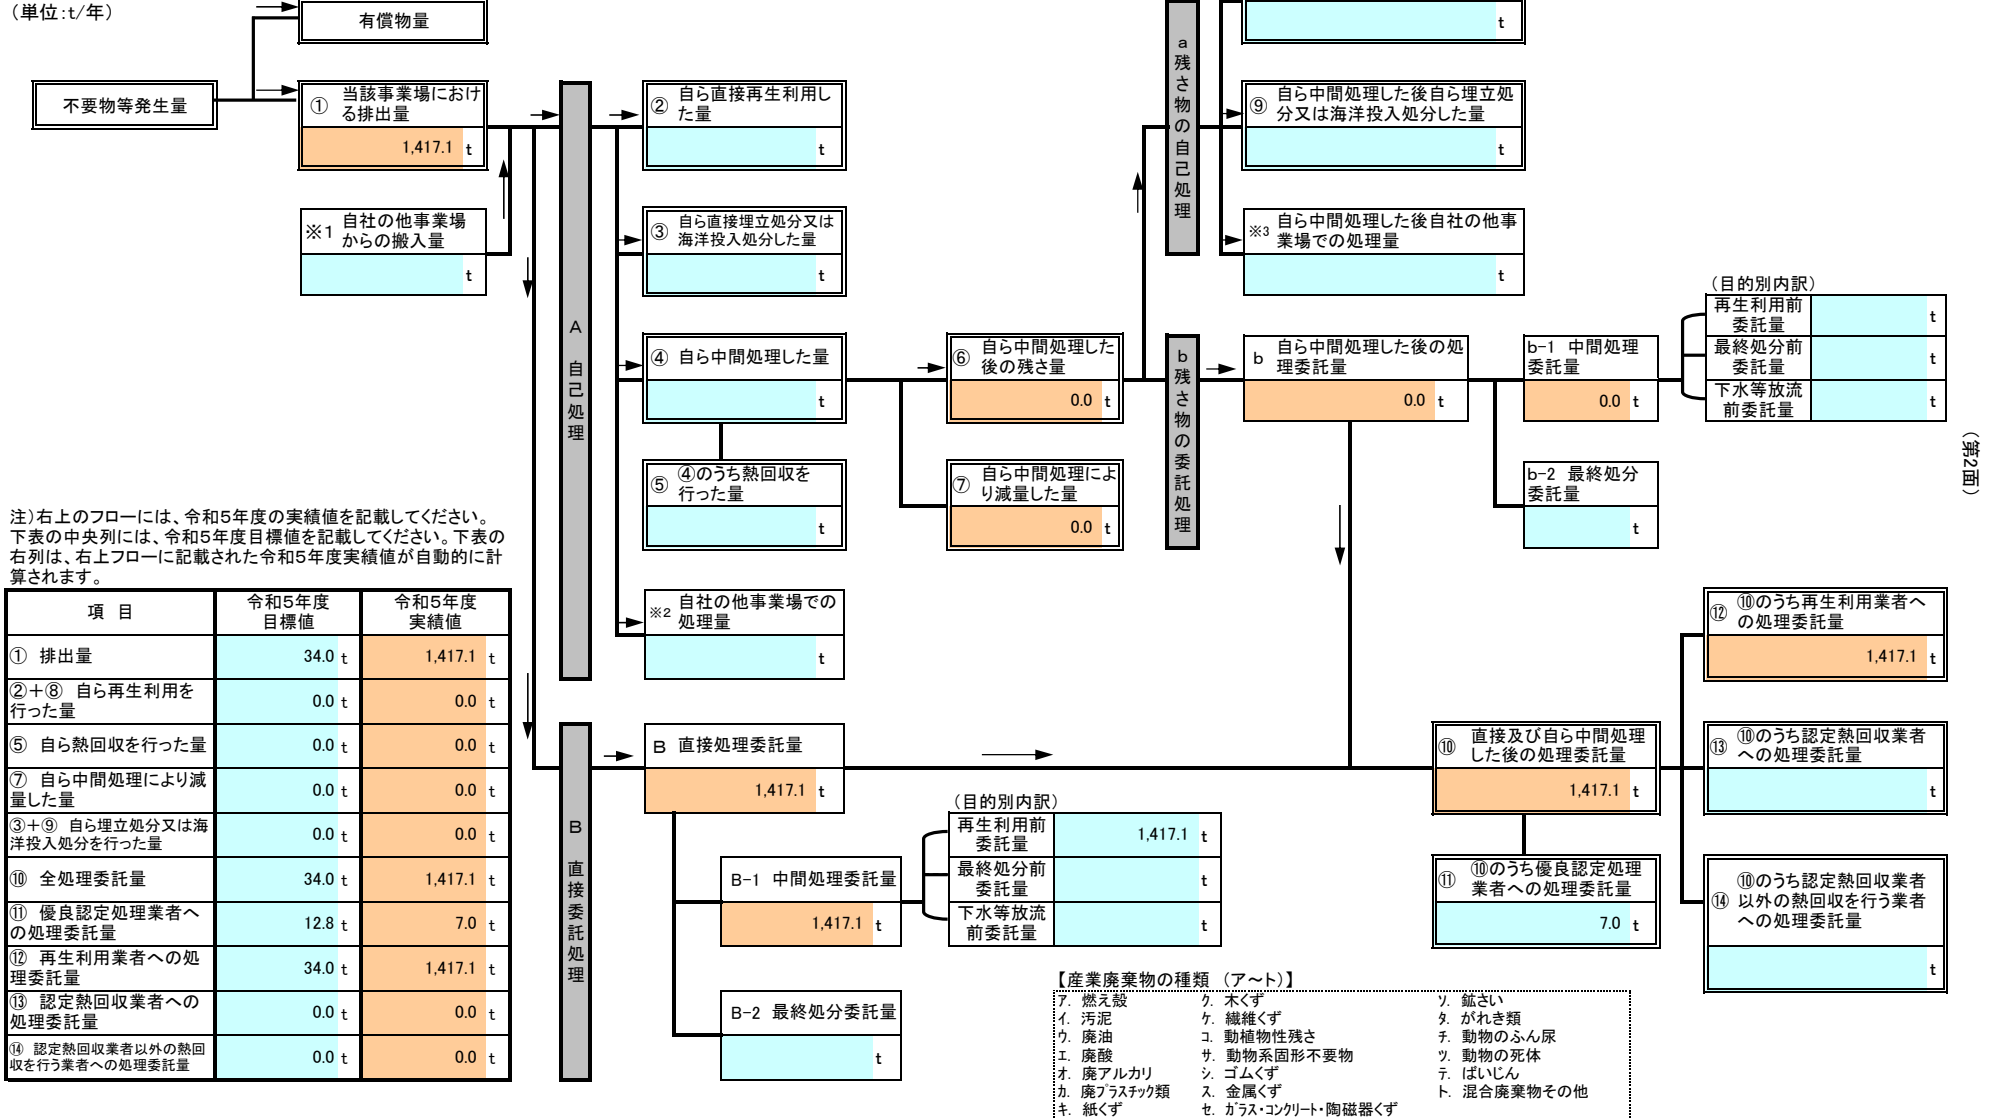 （単位：t/年）
有償物量
不要物等発生量
① 当該事業場におけ
る排出量
1,417.1 t
※1 自社の他事業場
からの搬入量
t
A 自己処理
② 自ら直接再生利用し
た量
t
③ 自ら直接埋立処分又は
海洋投入処分した量
t
④ 自ら中間処理した量
t
⑤ ④のうち熱回収を
行った量
t
※2 自社の他事業場での
処理量
t
⑥ 自ら中間処理した
後の残さ量
0.0 t
⑦ 自ら中間処理によ
り減量した量
0.0 t
a 残さ物の自己処理
t
⑨ 自ら中間処理した後自ら埋立処
分又は海洋投入処分した量
t
※3 自ら中間処理した後自社の他事
業場での処理量
t
b 残さ物の委託処理
b 自ら中間処理した後の処
理委託量
0.0 t
b-1 中間処理
委託量
0.0 t
b-2 最終処分
委託量
t
（目的別内訳）
再生利用前
委託量
t
最終処分前
委託量
t
下水等放流
前委託量
t
（第2面）
注）右上のフローには、令和5年度の実績値を記載してください。
下表の中央列には、令和5年度目標値を記載してください。下表の
右列は、右上フローに記載された令和5年度実績値が自動的に計
算されます。
項 目
令和5年度
目標値
令和5年度
実績値
① 排出量 34.0 t 1,417.1 t
②＋⑧ 自ら再生利用を
行った量
0.0 t 0.0 t
⑤ 自ら熱回収を行った量 0.0 t 0.0 t
⑦ 自ら中間処理により減
量した量
0.0 t 0.0 t
③＋⑨ 自ら埋立処分又は海
洋投入処分を行った量
0.0 t 0.0 t
⑩ 全処理委託量 34.0 t 1,417.1 t
⑪ 優良認定処理業者へ
の処理委託量
12.8 t 7.0 t
⑫ 再生利用業者への処
理委託量
34.0 t 1,417.1 t
⑬ 認定熱回収業者への
処理委託量
0.0 t 0.0 t
⑭ 認定熱回収業者以外の熱回
収を行う業者への処理委託量
0.0 t 0.0 t
B 直接委託処理
B 直接処理委託量
1,417.1 t
B-1 中間処理委託量
1,417.1 t
B-2 最終処分委託量
t
（目的別内訳）
再生利用前
委託量
1,417.1 t
最終処分前
委託量
t
下水等放流
前委託量
t
⑩ 直接及び自ら中間処理
した後の処理委託量
1,417.1 t
⑪ ⑩のうち優良認定処理
業者への処理委託量
7.0 t
⑫ ⑩のうち再生利用業者へ
の処理委託量
1,417.1 t
⑬ ⑩のうち認定熱回収業者
への処理委託量
t
⑭ ⑩のうち認定熱回収業者
以外の熱回収を行う業者
への処理委託量
t
【産業廃棄物の種類 （ア～ト）】
ア. 燃え殻 ク. 木くず ソ. 鉱さい
イ. 汚泥 ケ. 繊維くず タ. がれき類
ウ. 廃油 コ. 動植物性残さ チ. 動物のふん尿
エ. 廃酸 サ. 動物系固形不要物 ツ. 動物の死体
オ. 廃アルカリ シ. ゴムくず テ. ばいじん
カ. 廃プラスチック類 ス. 金属くず ト. 混合廃棄物その他
キ. 紙くず セ. ガラス・コンクリート・陶磁器くず